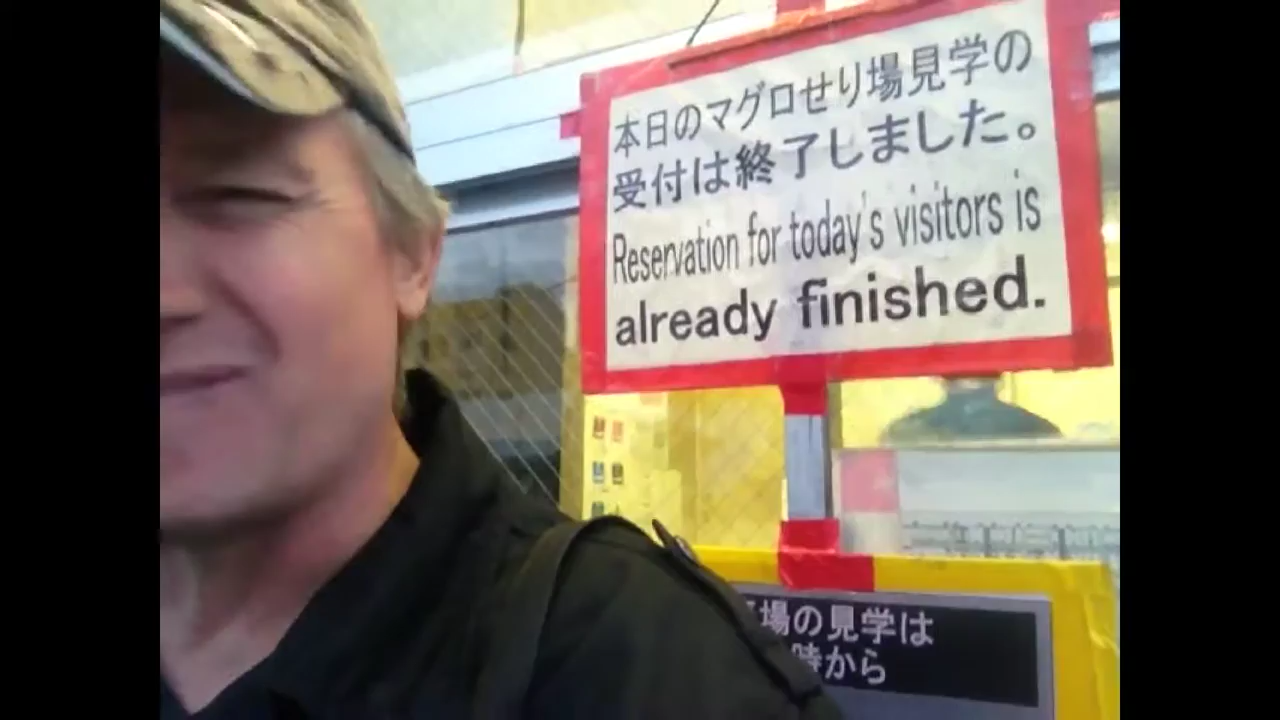 本日のマグロせり場見学の
受付は終了しました。
Reservation for today's visitors is
already finished.
場の見学は
時から